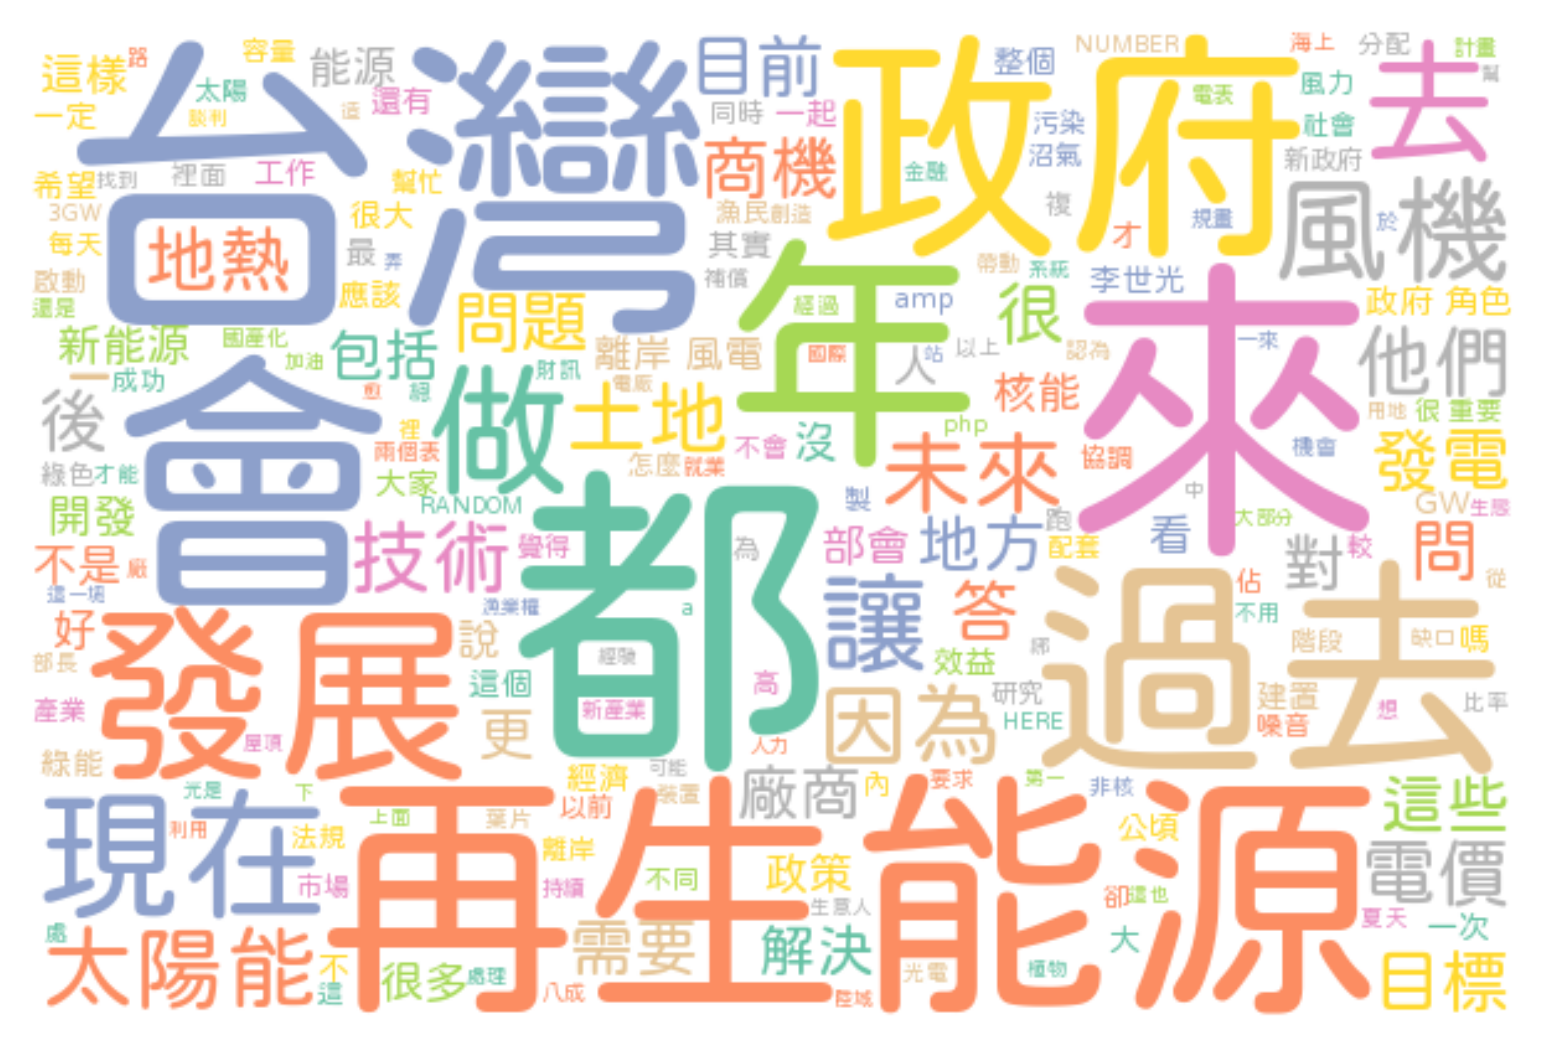 台灣
政府
目前
整個
NUMBER
海上
分配
計畫
去
幫
這樣
路
容量
能源
太陽
還有
一定
談利
造
同時
一起
污染
電表
風力
社會
商機
沼氣
新政府
希望
找到
裡面
工作
幫忙
金融
風機
3GW
地熱
很大
漁民
創造
複
才
規畫
於
每天
最
弄
其實
啟動
應該
補償
年
帶動
系統
李世光
來
還是
問題
經過
amp
很
政府 角色
新能源
國產化
加油
包括
離岸 風電
國際
人
站
以上
認為
一來
他們
一
成功
會
愈
總
做
財訊
電廠
土地
核能
後
裡
用地
很 重要
兩個表
不會
沒
php
未來
協調
機會
發電
綠色
才能
大家
怎麼
就業
中
開發
RANDOM
都
製
GW
生態
技術
覺得
為
部會
地方
跑
配套
看
大部分
對
較
問
不是
廠
這一塊
漁業權
a
讓
答
過去
佔
從
不用
好
發展
說
經驗
效益
哪
階段
缺口
嗎
部長
這個
高
研究
建置
產業
更
新產業
因為
HERE
噪音
想
比率
屋頂
人力
綠能
經濟
可能
廠商
內
要求
第一
非核
這些
現在
光是
下
再生能源
以前
裝置
利用
法規
上面
葉片
離岸
公頃
電價
市場
持續
不同
政策
卻
這也
生意人
夏天
一次
處
太陽能
需要
解決
大
不
這
很多
處理
八成
光電
植物
陸域
目標